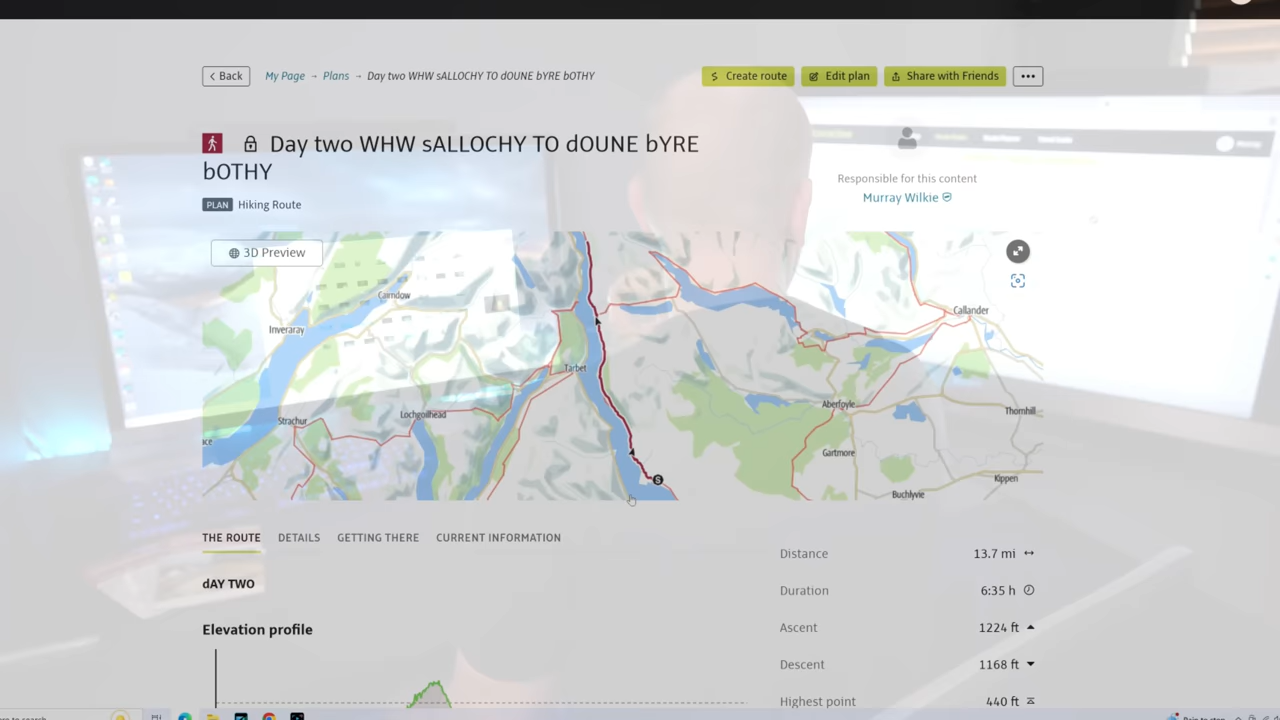 Back
My Page → Plans → Day two WHW sALLOCHY TO dOUNE bYRE bOTHY
Create route
Edit plan
Share with Friends
Day two WHW sALLOCHY TO dOUNE bYRE
bOTHY
PLAN Hiking Route
Responsible for this content
Murray Wilkie
3D Preview
Cairndow
Inveraray
Callander
Tarbet
Aberfoyle
Thornhill
Lochgoilhead
Strachur
Gartmore
Kippen
Buchlyvie
THE ROUTE DETAILS GETTING THERE CURRENT INFORMATION
dAY TWO
Elevation profile
Distance 13.7 mi
Duration 6:35 h
Ascent 1224 ft
Descent 1168 ft
Highest point 440 ft